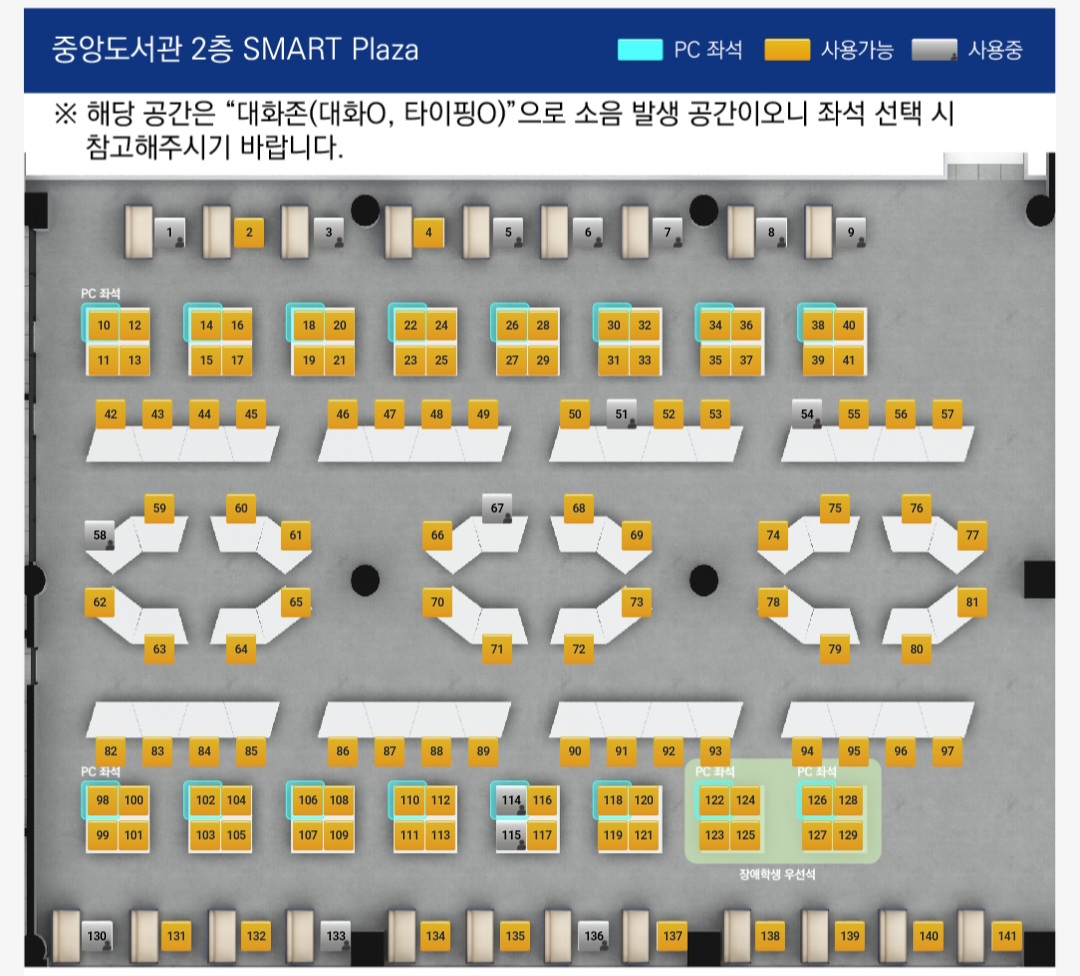 중앙도서관 2층 SMART Plaza
PC 좌석 사용가능 사용중
※ 해당 공간은 “대화존(대화O, 타이핑O)”으로 소음 발생 공간이오니 좌석 선택 시
참고해주시기 바랍니다.
1 2 3 4 5 6 7 8 9
PC 좌석
10 12 14 16 18 20 22 24 26 28 30 32 34 36 38 40
11 13 15 17 19 21 23 25 27 29 31 33 35 37 39 41
42 43 44 45 46 47 48 49 50 51 52 53 54 55 56 57
59 60 67 68 75 76
58 61 66 69 74 77
62 65 70 73 78 81
63 64 71 72 79 80
82 83 84 85 86 87 88 89 90 91 92 93 94 95 96 97
PC 좌석 PC 좌석 PC 좌석
98 100 102 104 106 108 110 112 114 116 118 120 122 124 126 128
99 101 103 105 107 109 111 113 115 117 119 121 123 125 127 129
장애학생 우선석
130 131 132 133 134 135 136 137 138 139 140 141